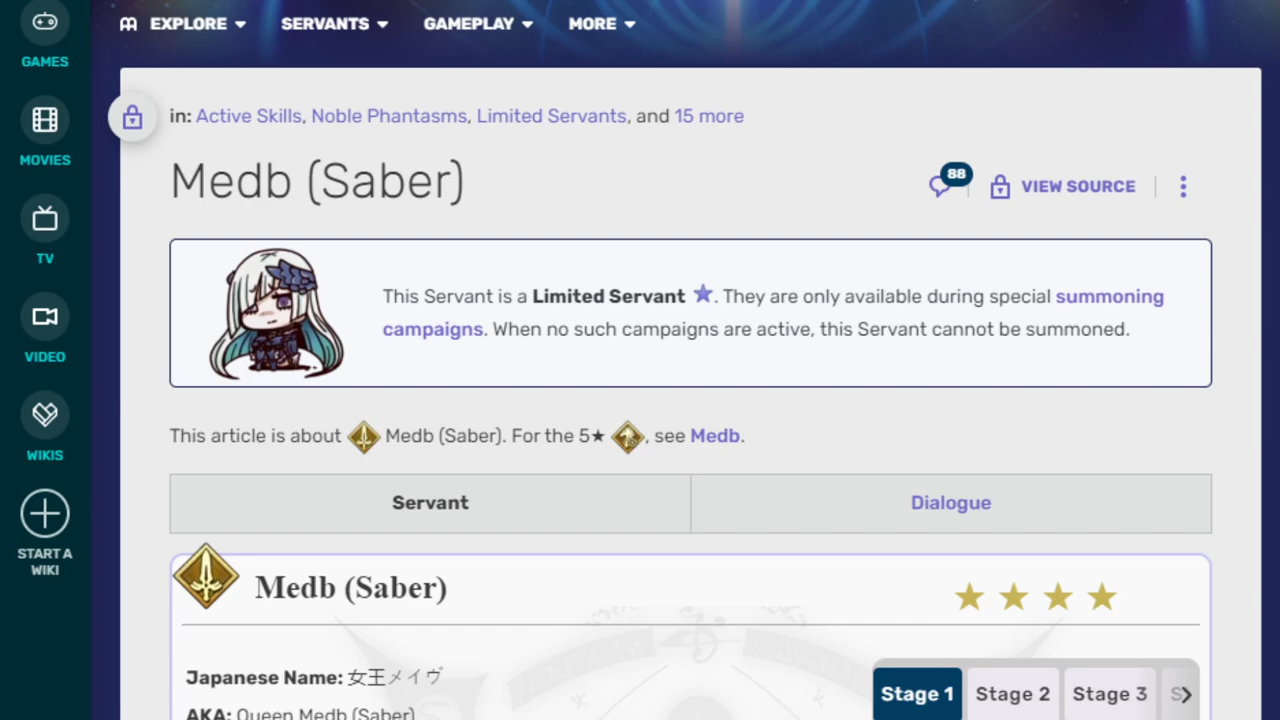 EXPLORE SERVANTS GAMEPLAY MORE
GAMES
MOVIES
TV
VIDEO
WIKIS
START A
WIKI
in: Active Skills, Noble Phantasms, Limited Servants, and 15 more
Medb (Saber)
88
VIEW SOURCE
This Servant is a Limited Servant ★. They are only available during special summoning
campaigns. When no such campaigns are active, this Servant cannot be summoned.
This article is about Medb (Saber). For the 5★ , see Medb.
Servant
Dialogue
Medb (Saber)
★ ★ ★ ★
Japanese Name: 女王メイヴ
AKA: Queen Medb (Saber)
Stage 1 Stage 2 Stage 3 S